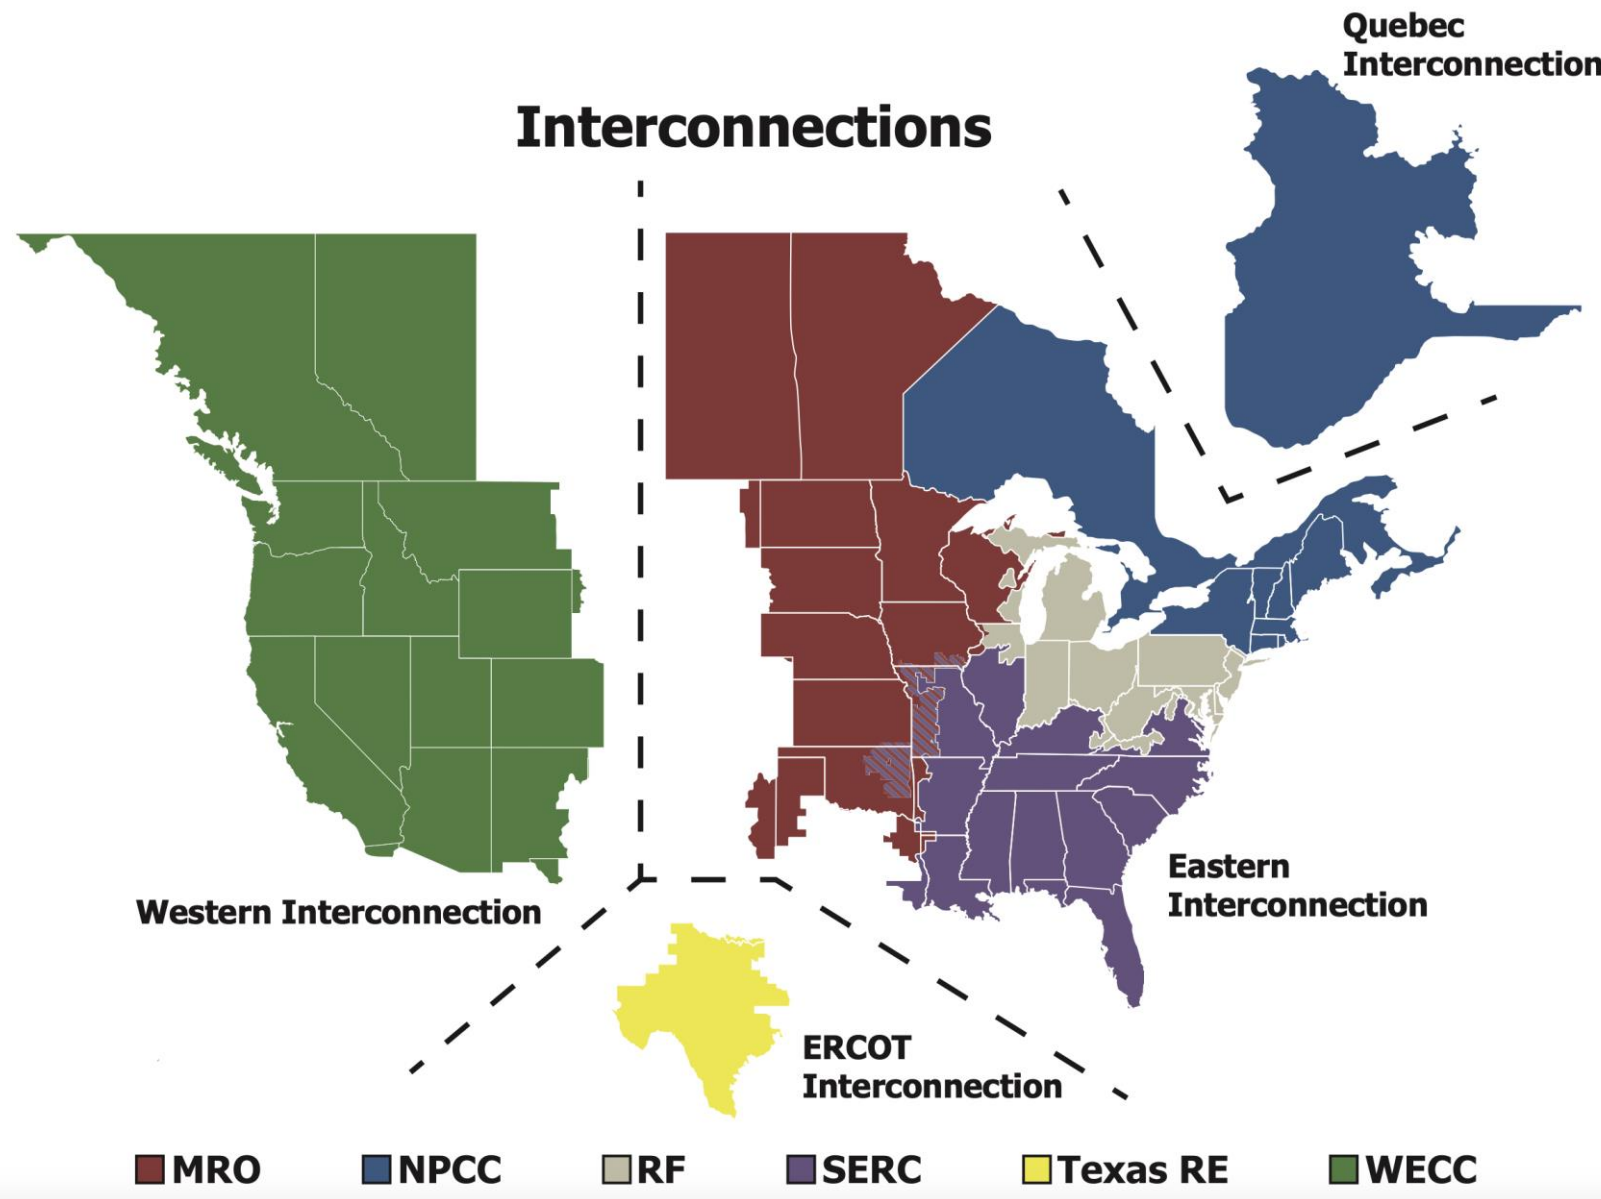 Quebec
Interconnection
Interconnections
Eastern
Interconnection
Western Interconnection
ERCOT
Interconnection
MRO
NPCC
RF
SERC
Texas RE
WECC